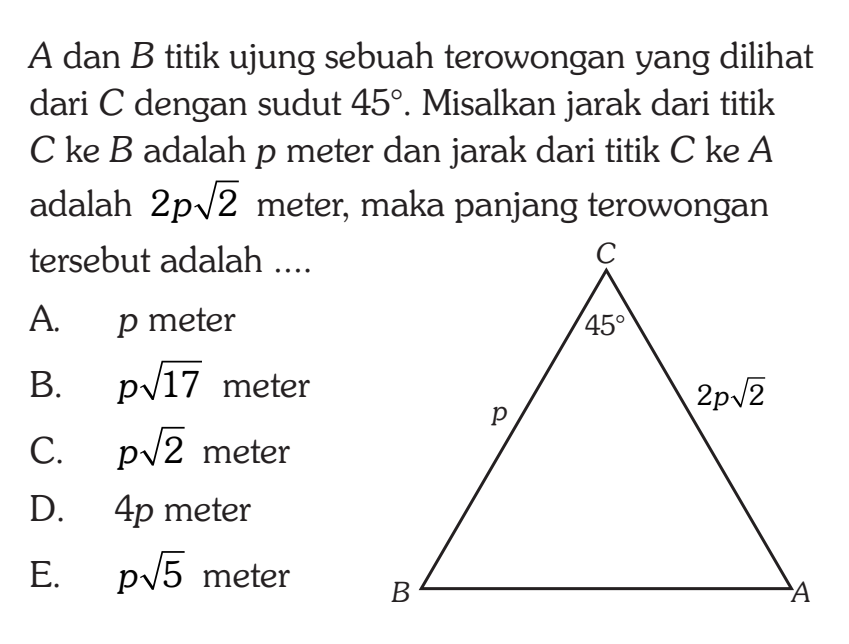 A dan B titik ujung sebuah terowongan yang dilihat
dari C dengan sudut 45°. Misalkan jarak dari titik
C ke B adalah p meter dan jarak dari titik C ke A
adalah 2p√2 meter, maka panjang terowongan
tersebut adalah ....
A. p meter
B. p√17 meter
C. p√2 meter
D. 4p meter
E. p√5 meter
C
45°
p
2p√2
B
A